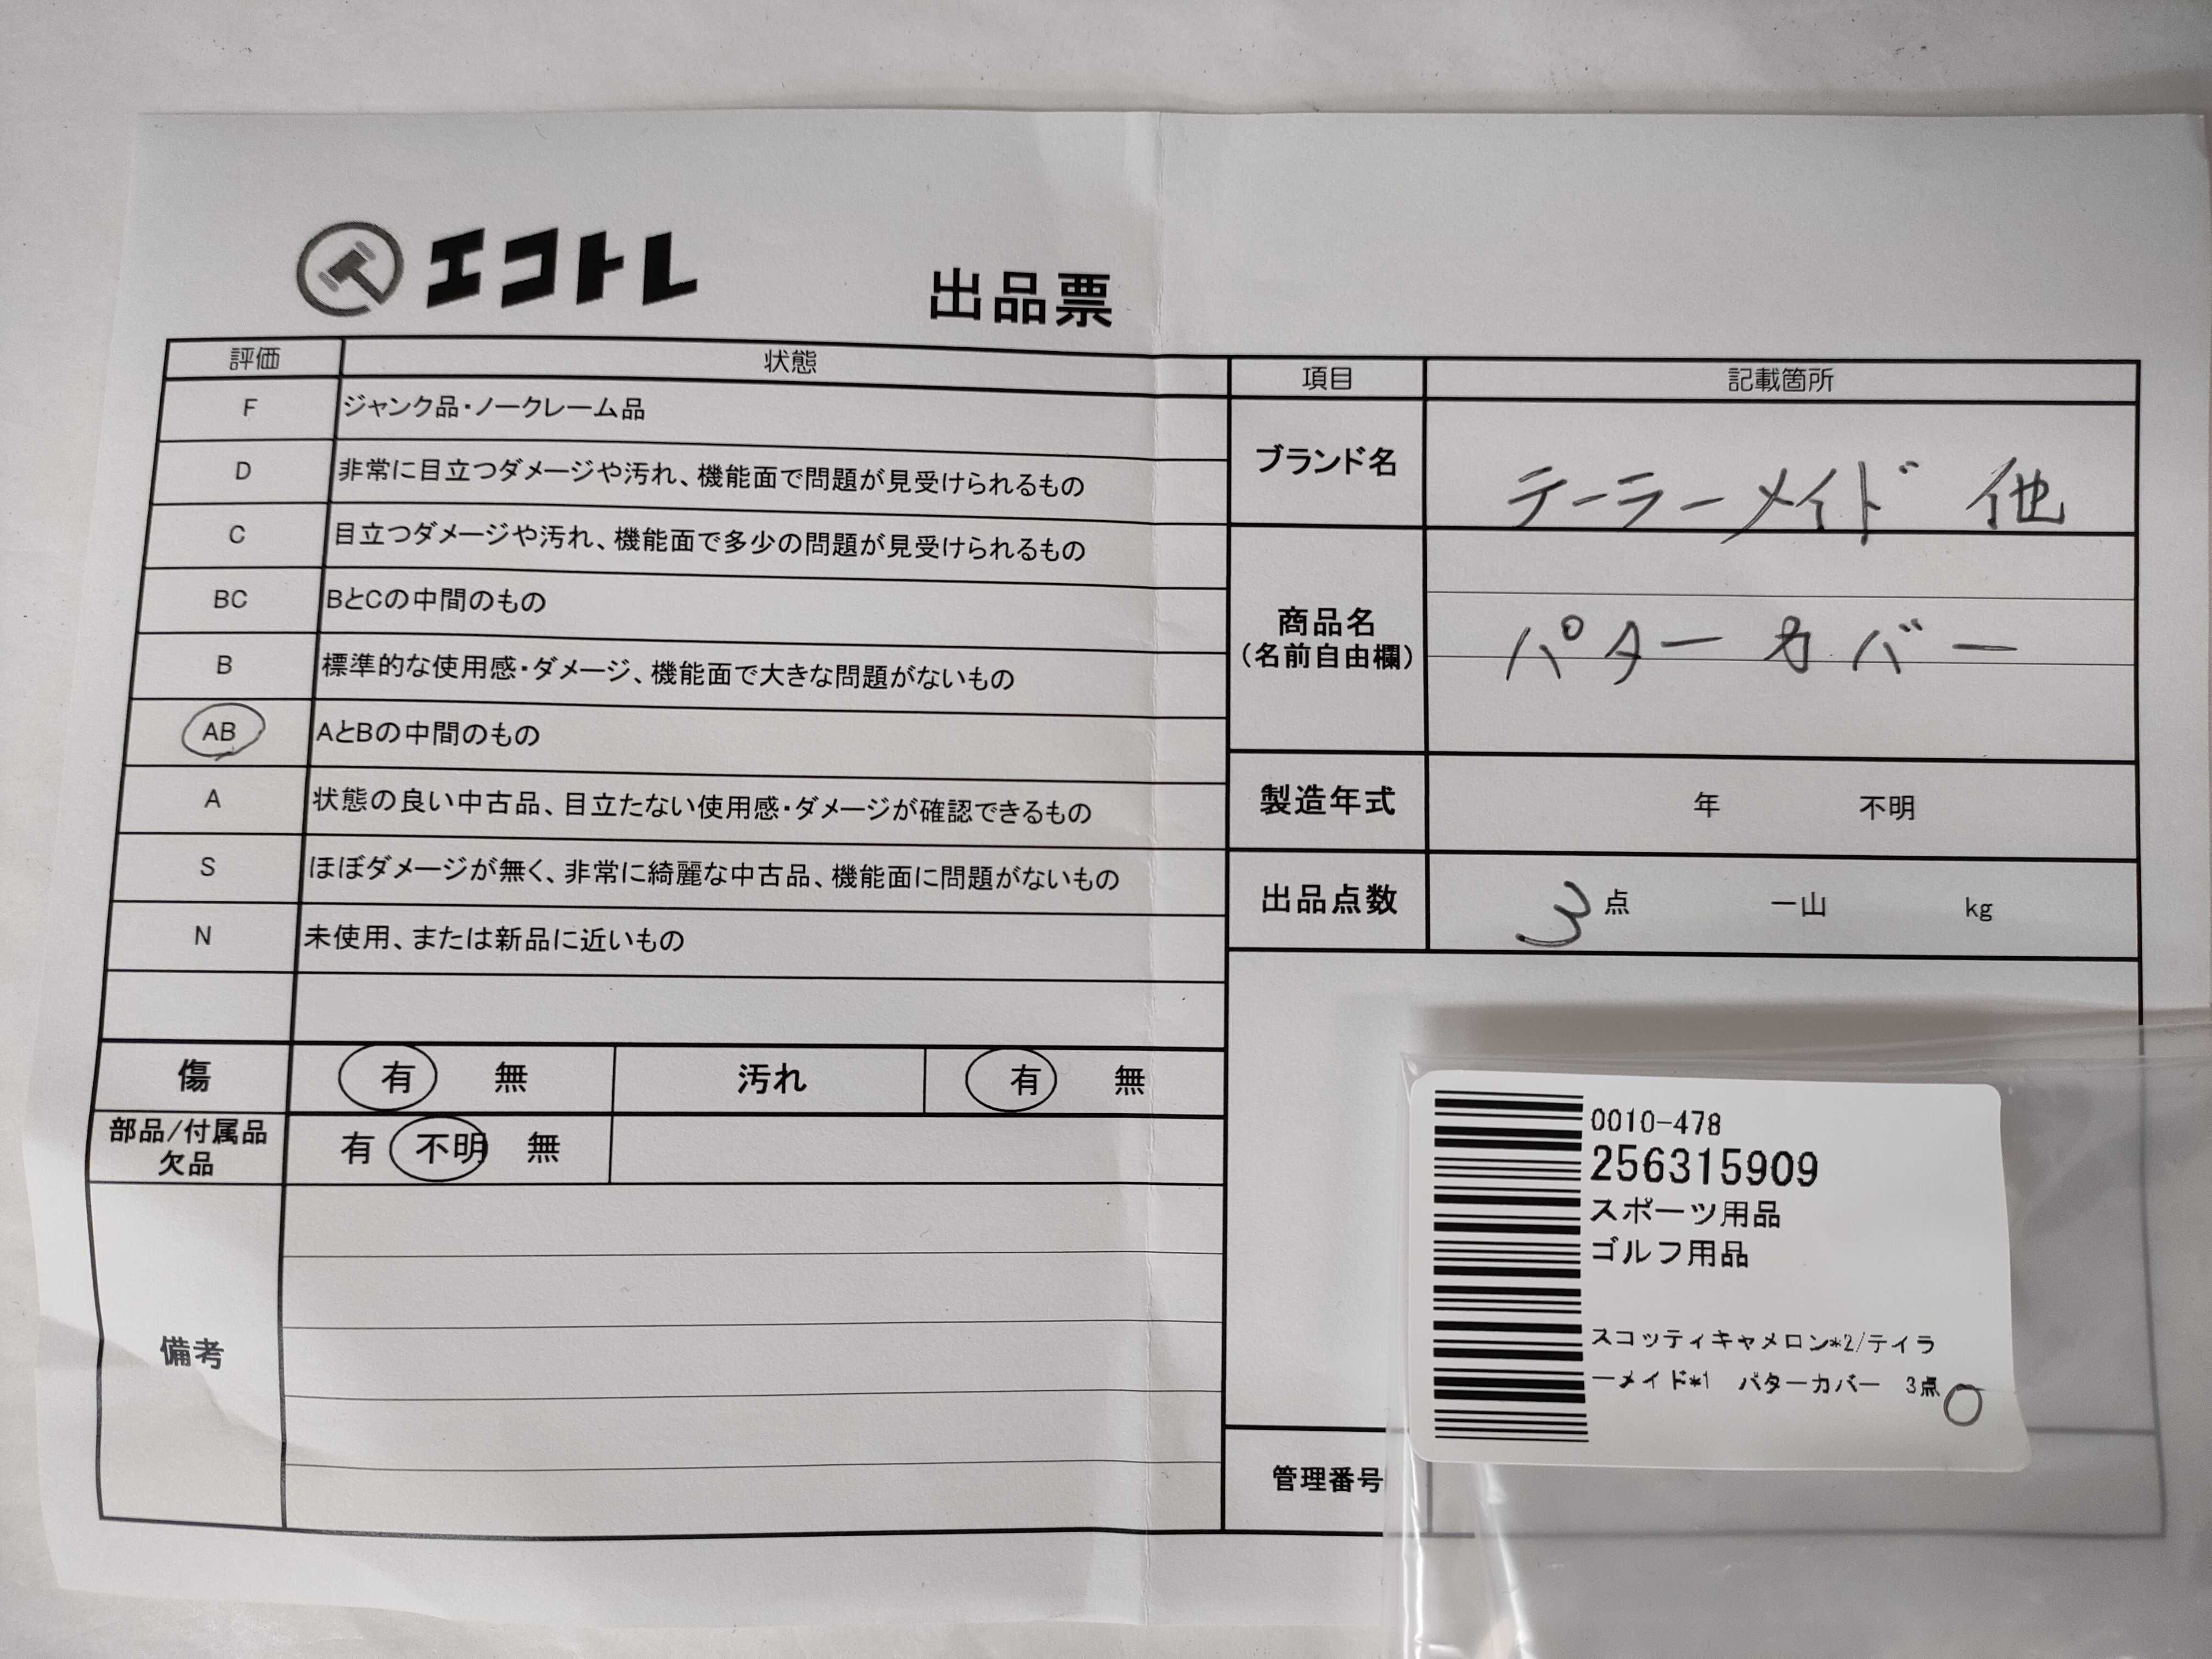 エコトレ
出品票
評価 状態
F ジャンク品・ノークレーム品
D 非常に目立つダメージや汚れ、機能面で問題が見受けられるもの
C 目立つダメージや汚れ、機能面で多少の問題が見受けられるもの
BC BとCの中間のもの
B 標準的な使用感・ダメージ、機能面で大きな問題がないもの
AB AとBの中間のもの
A 状態の良い中古品、目立たない使用感・ダメージが確認できるもの
S ほぼダメージが無く、非常に綺麗な中古品、機能面に問題がないもの
N 未使用、または新品に近いもの
傷 有 無 汚れ 有 無
部品/付属品
欠品
有 不明 無
備考
項目 記載箇所
ブランド名 テーラーメイド 他
商品名
(名前自由欄)
パターカバー
製造年式 年 不明
出品点数 3点 一山 kg
管理番号
0010-478
256315909
スポーツ用品
ゴルフ用品
スコッティキャメロン*2/テイラ
ーメイド*1 パターカバー 3点